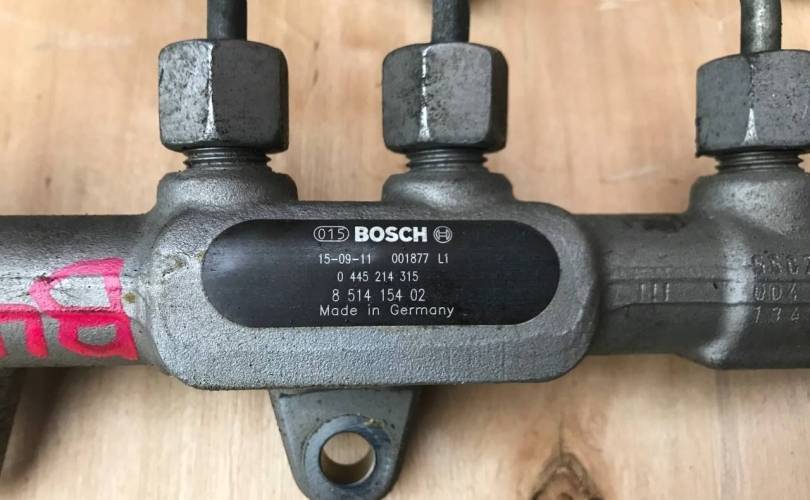 015 BOSCH
15-09-11 001877 L1
0 445 214 315
8 514 154 02
Made in Germany